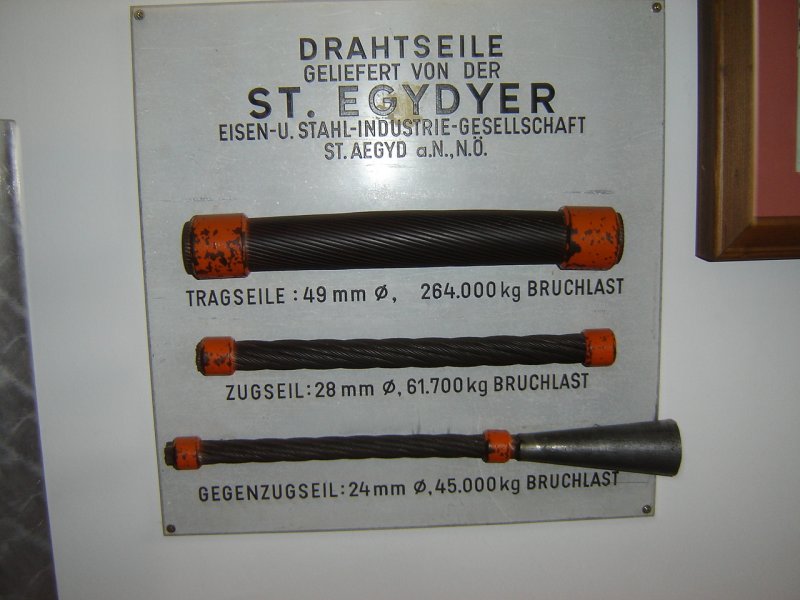 DRAHTSEILE
GELIEFERT VON DER
ST. EGYDYER
EISEN-U. STAHL-INDUSTRIE-GESELLSCHAFT
ST. AEGYD a.N., N.Ö.
TRAGSEILE : 49 mm Ø, 264.000 kg BRUCHLAST
ZUGSEIL: 28 mm Ø, 61.700 kg BRUCHLAST
GEGENZUGSEIL: 24 mm Ø, 45.000 kg BRUCHLAST